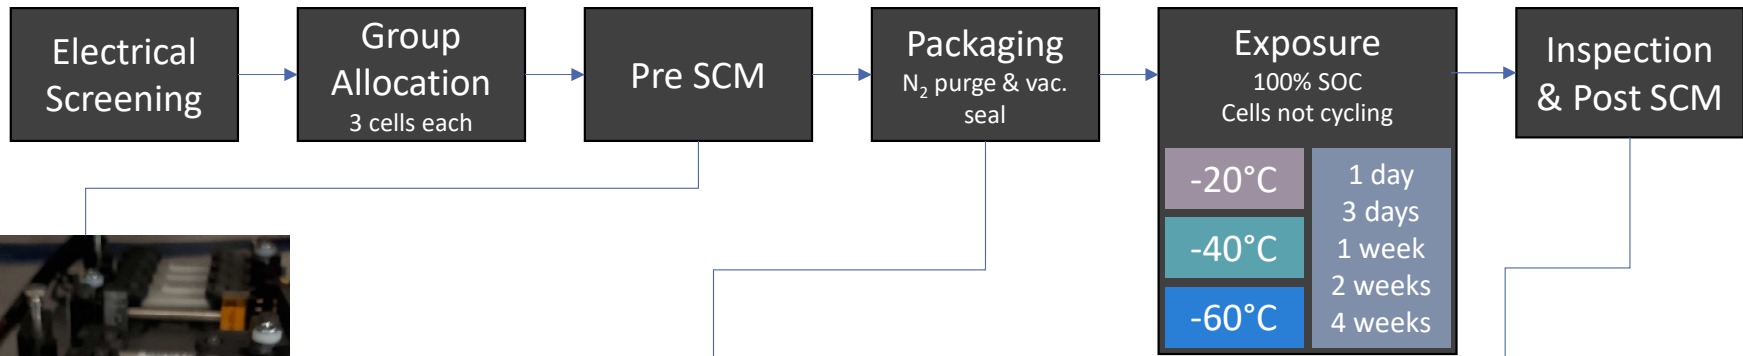 Electrical
Screening
Group
Allocation
3 cells each
Pre SCM
Packaging
N₂ purge & vac.
seal
Exposure
100% SOC
Cells not cycling
-20°C
-40°C
-60°C
1 day
3 days
1 week
2 weeks
4 weeks
Inspection
& Post SCM